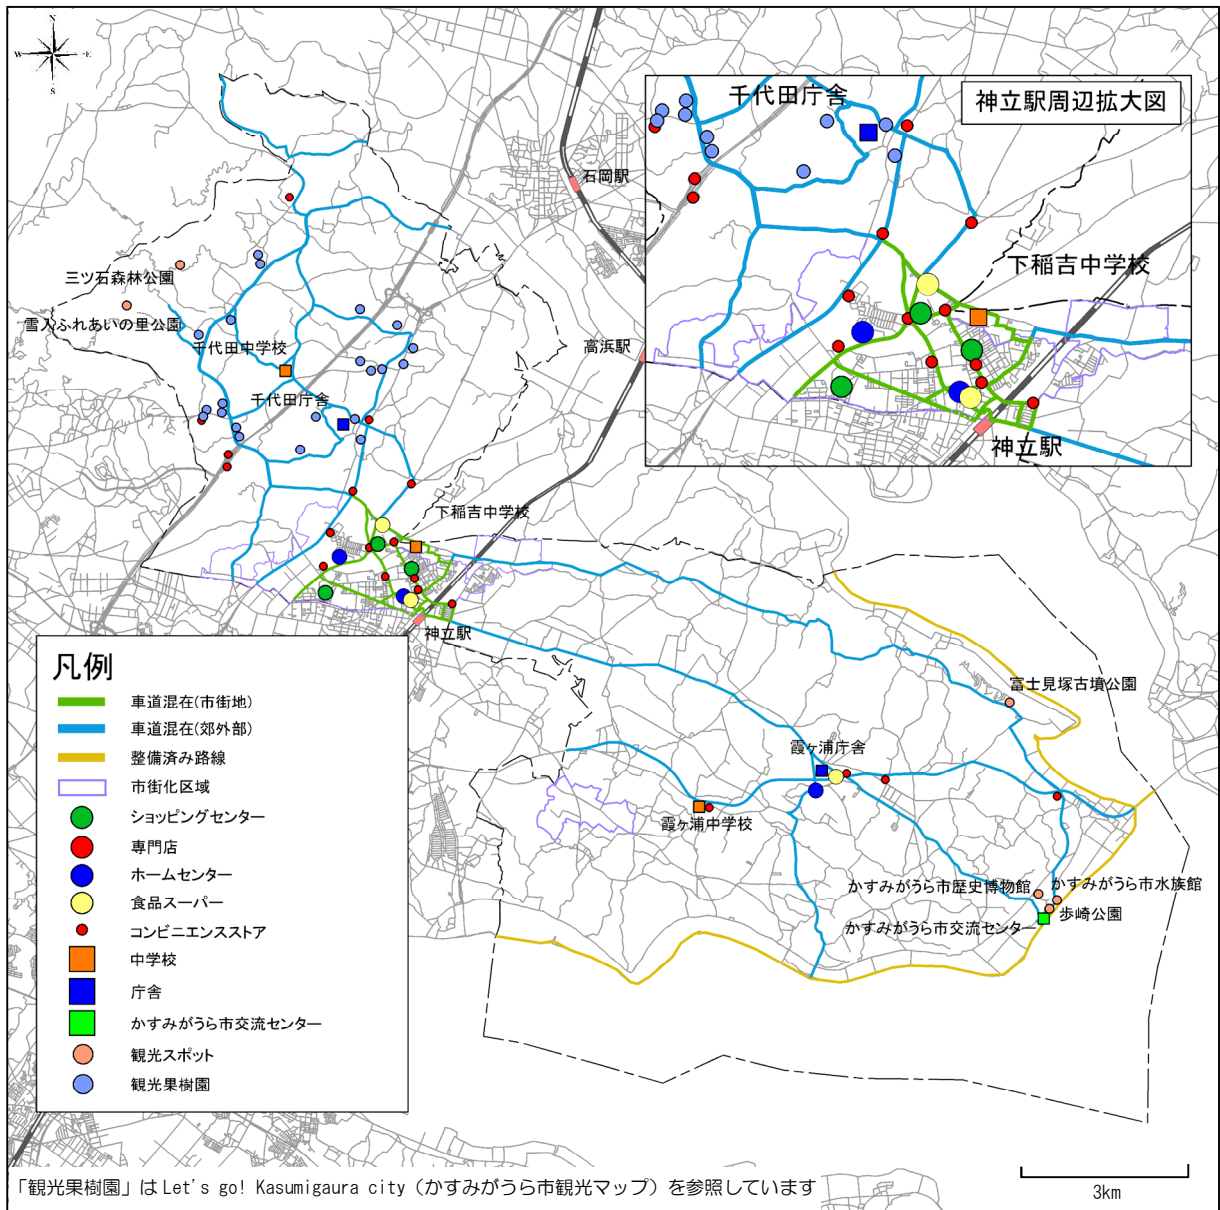 N
W
E
S
石岡駅
千代田庁舎
神立駅周辺拡大図
下稲吉中学校
神立駅
三ツ石森林公園
雪入ふれあいの里公園
千代田中学校
高浜駅
千代田庁舎
下稲吉中学校
神立駅
富士見塚古墳公園
霞ヶ浦庁舎
霞ヶ浦中学校
かすみがうら市歴史博物館
かすみがうら市水族館
歩崎公園
かすみがうら市交流センター
凡例
車道混在(市街地)
車道混在(郊外部)
整備済み路線
市街化区域
ショッピングセンター
専門店
ホームセンター
食品スーパー
コンビニエンスストア
中学校
庁舎
かすみがうら市交流センター
観光スポット
観光果樹園
「観光果樹園」は Let's go! Kasumigaura city（かすみがうら市観光マップ）を参照しています
3km